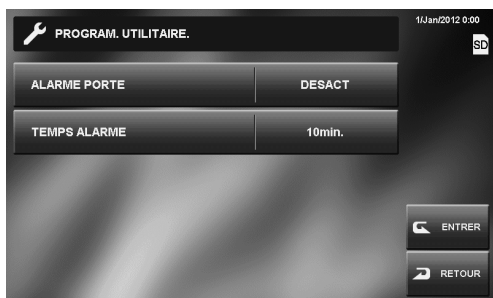 PROGRAM. UTILITAIRE.
1/Jan/2012 0:00
SD
ALARME PORTE DESACT
TEMPS ALARME 10min.
ENTRER
RETOUR